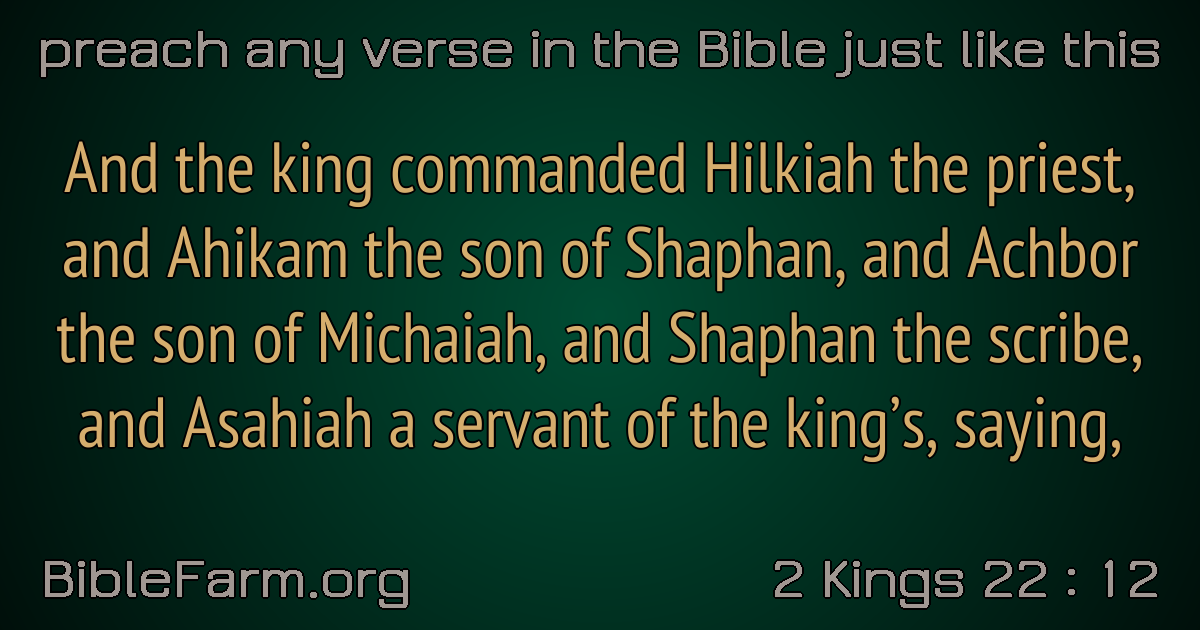 preach any verse in the Bible just like this
And the king commanded Hilkiah the priest,
and Ahikam the son of Shaphan, and Achbor
the son of Michaiah, and Shaphan the scribe,
and Asahiah a servant of the king’s, saying,
BibleFarm.org
2 Kings 22 : 12